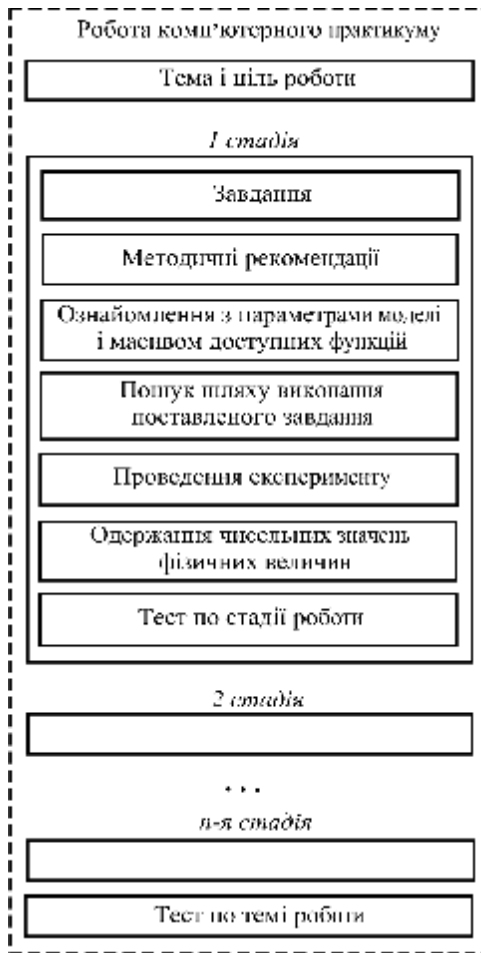 Робота комп’ютерного практикуму
Тема і ціль роботи
1 стадія
Завдання
Методичні рекомендації
Ознайомлення з параметрами моделі
і масивом доступних функцій
Пошук шляху виконання
поставленого завдання
Проведення експерименту
Одержання чисельних значень
фізичних величин
Тест по стадії роботи
2 стадія
...
n-я стадія
Тест по темі роботи